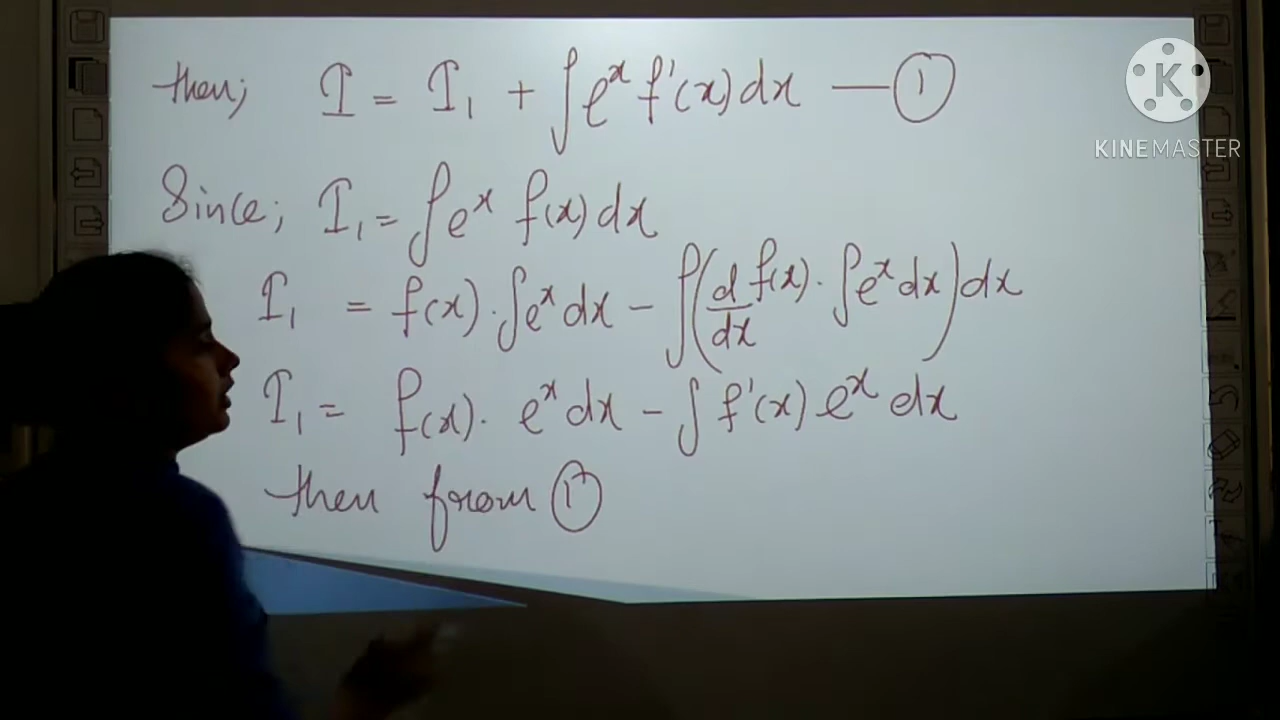 then; I = I₁ + ∫eˣ f'(x) dx — ①
KINEMASTER
Since; I₁ = ∫eˣ f(x) dx
I₁ = f(x) . ∫eˣ dx - ∫(d/dx f(x) . ∫eˣ dx) dx
I₁ = f(x) . eˣ dx - ∫ f'(x) eˣ dx
then from ①